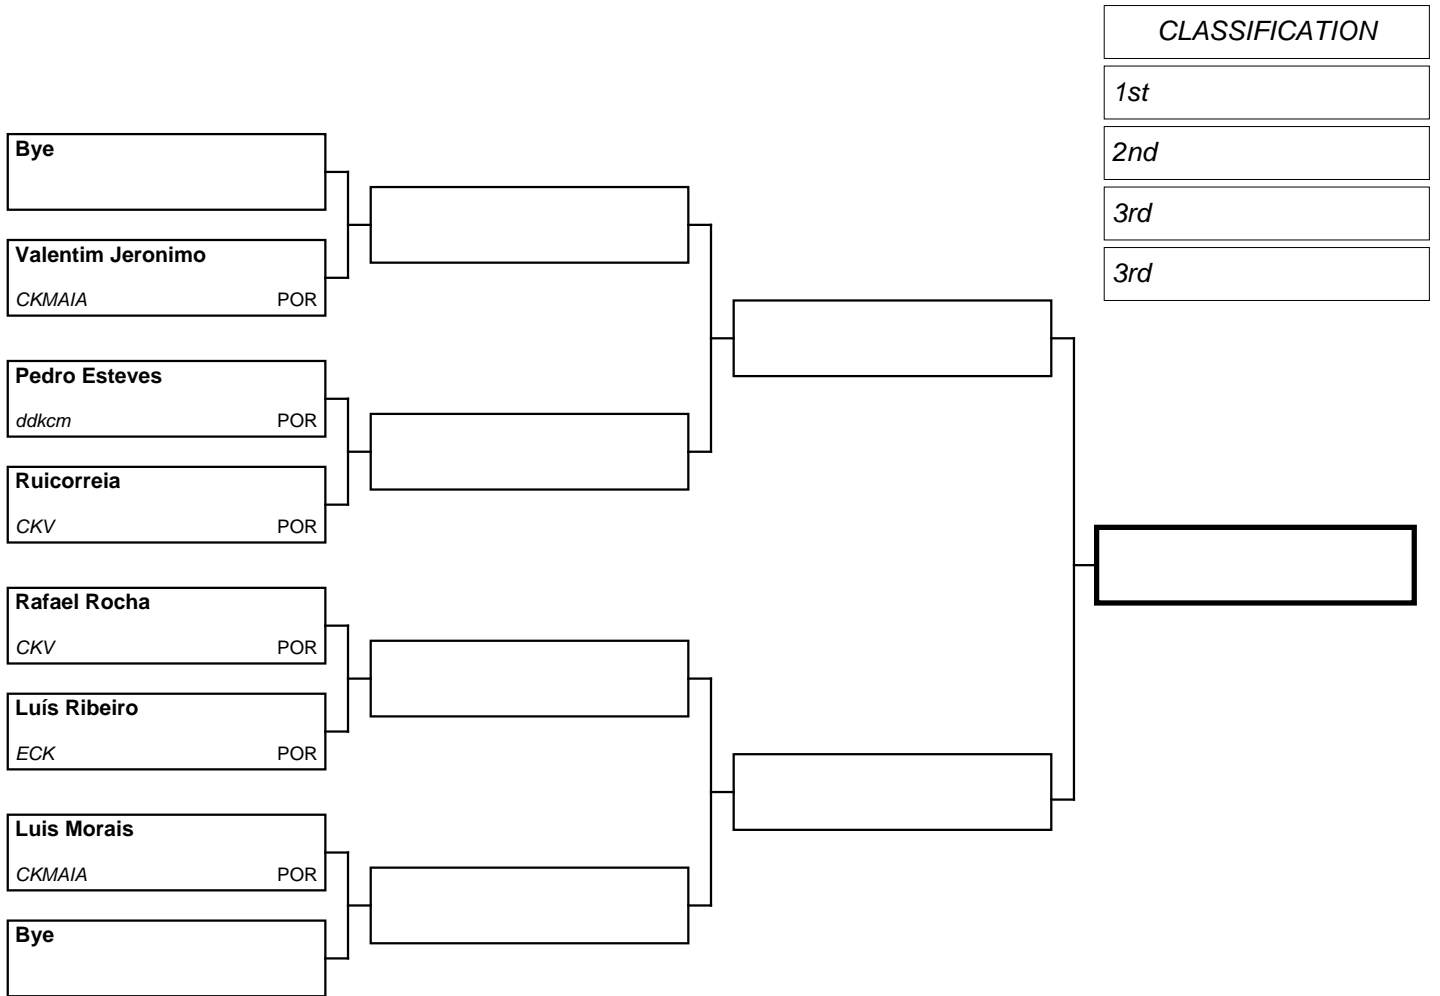 CLASSIFICATION
1st
2nd
3rd
3rd
Bye
Valentim Jeronimo
CKMAIA POR
Pedro Esteves
ddkcm POR
Ruicorreia
CKV POR
Rafael Rocha
CKV POR
Luís Ribeiro
ECK POR
Luis Morais
CKMAIA POR
Bye